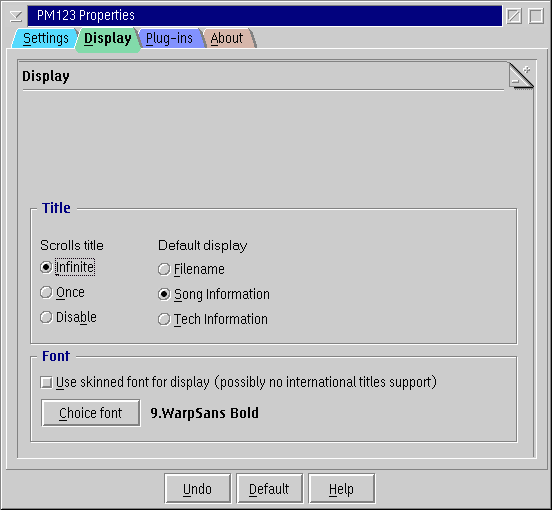 PM123 Properties
Settings Display Plug-ins About
Display
- +
Title
Scrolls title Default display
Infinite Filename
Once Song Information
Disable Tech Information
Font
Use skinned font for display (possibly no international titles support)
Choice font 9.WarpSans Bold
Undo Default Help